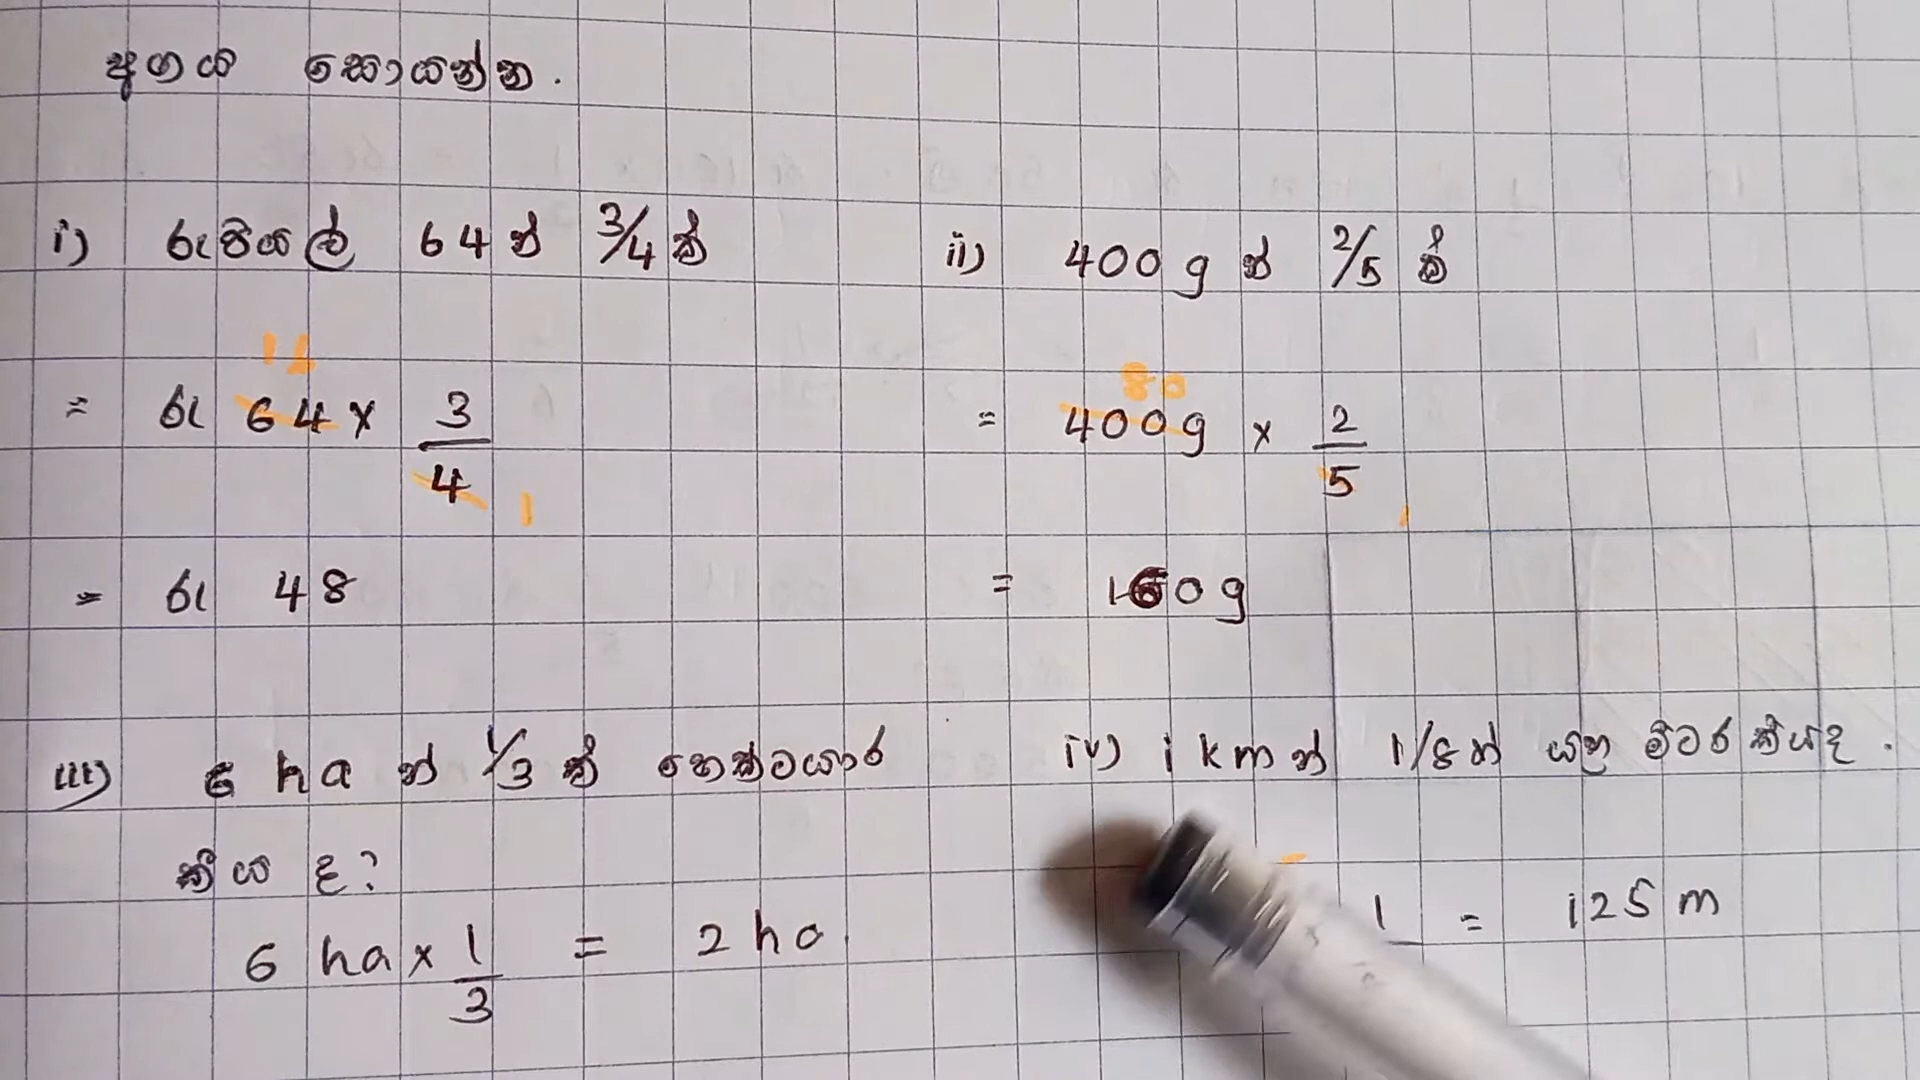 අගය සොයන්න.
i) රුපියල් 64 න් 3/4 ක්
16
= රු 64 x 3/4 1
= රු 48
ii) 400 g න් 2/5 ක්
80
= 400g x 2/5 1
= 160g
iii) 6 ha න් 1/3 ක් හෙක්ටයාර
කීය ද?
6 ha x 1/3 = 2 ha
iv) 1 km න් 1/8 න් යනු මීටර කීයද.
1 = 125 m